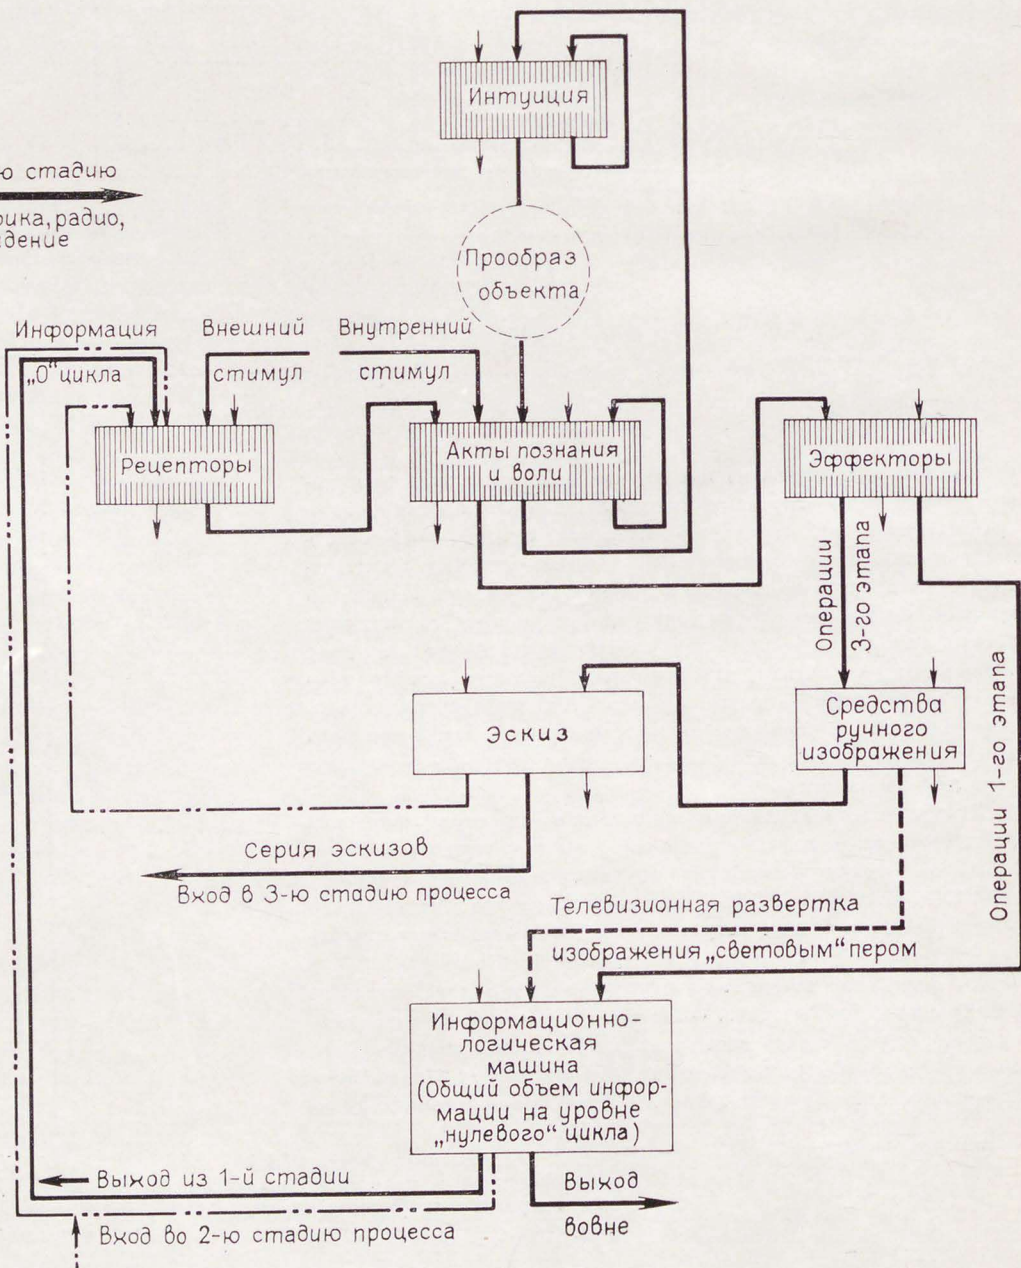 Интуиция
ю стадию
рика, радио,
дение
Прообраз
объекта
Информация
„0“ цикла
Внешний
стимул
Внутренний
стимул
Рецепторы
Акты познания
и воли
Эффекторы
Операции
3-го этапа
Операции 1-го этапа
Эскиз
Средства
ручного
изображения
Серия эскизов
Вход в 3-ю стадию процесса
Телевизионная развертка
изображения „световым“ пером
Информационно-
логическая
машина
(Общий объем инфор-
мации на уровне
„нулевого“ цикла)
Выход из 1-й стадии
Вход во 2-ю стадию процесса
Выход
вовне